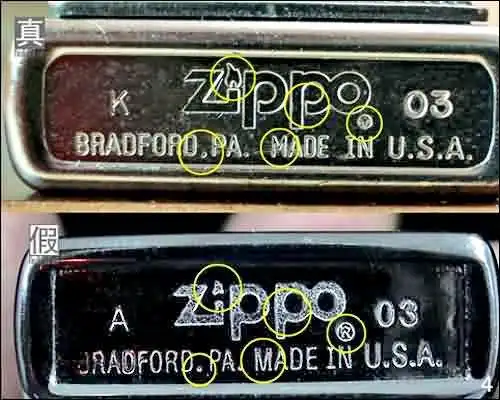 真
K zippo ® 03
BRADFORD, PA. MADE IN U.S.A.
假
A zippo ® 03
BRADFORD, PA. MADE IN U.S.A.
4